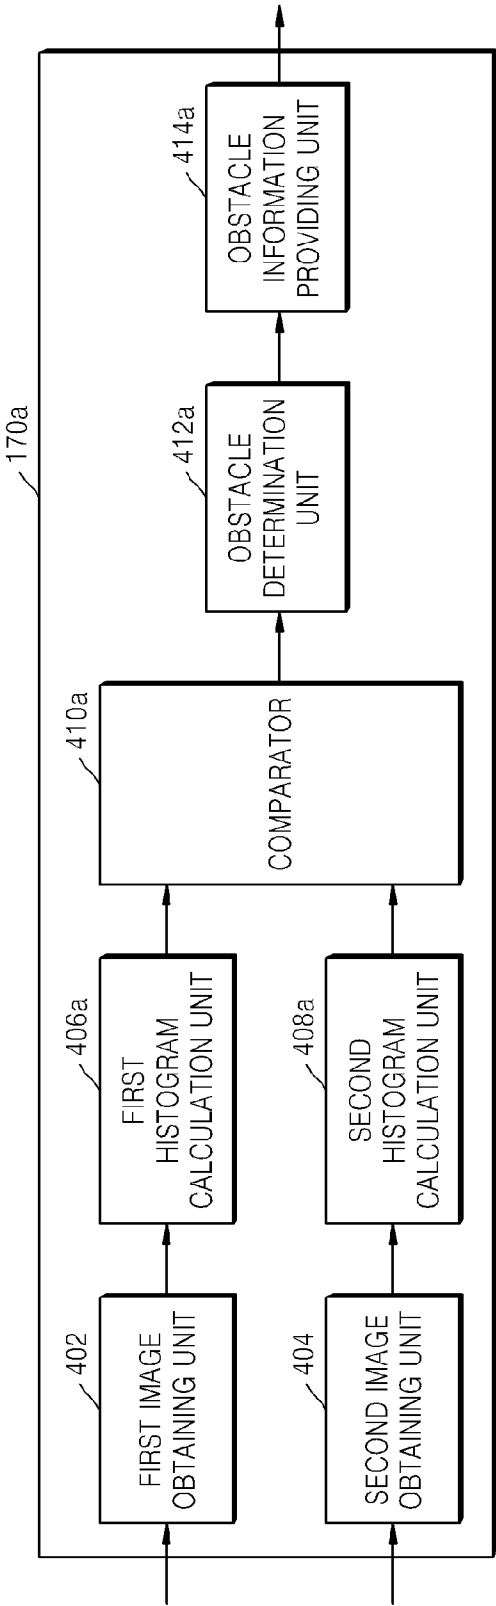 170a
402
FIRST IMAGE
OBTAINING UNIT
406a
FIRST
HISTOGRAM
CALCULATION UNIT
404
SECOND IMAGE
OBTAINING UNIT
408a
SECOND
HISTOGRAM
CALCULATION UNIT
410a
COMPARATOR
412a
OBSTACLE
DETERMINATION
UNIT
414a
OBSTACLE
INFORMATION
PROVIDING UNIT